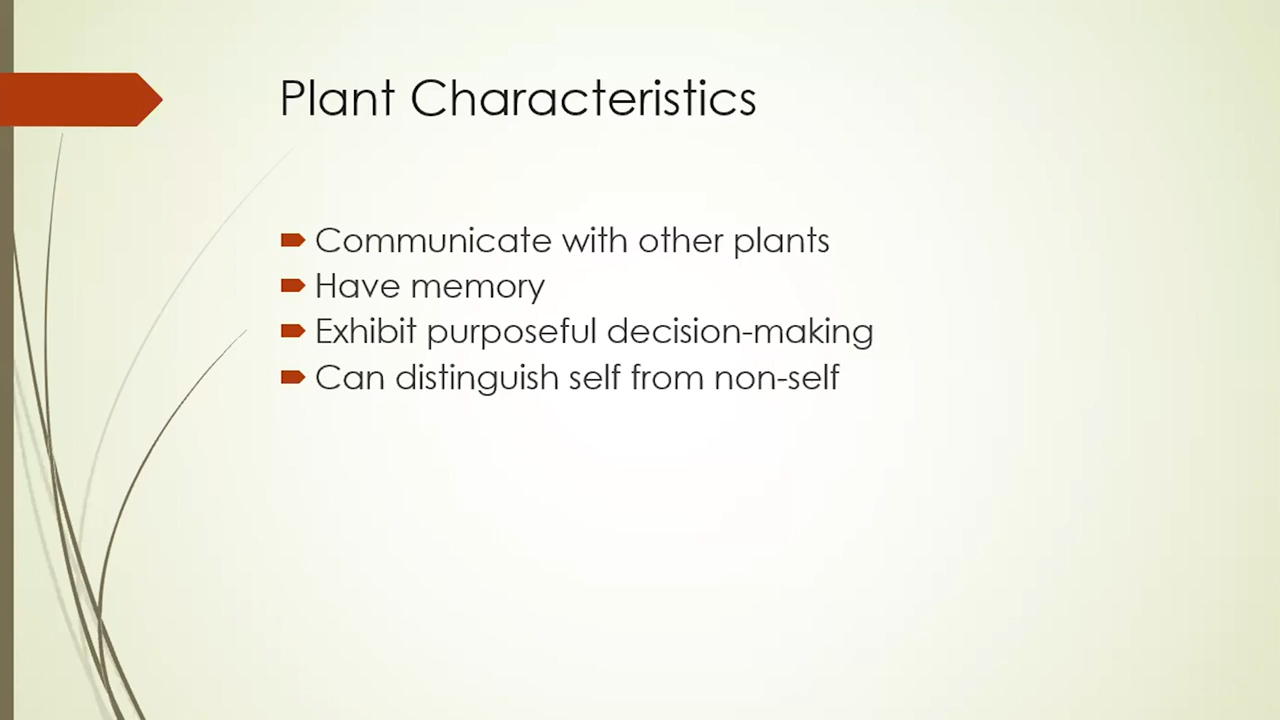 Plant Characteristics
Communicate with other plants
Have memory
Exhibit purposeful decision-making
Can distinguish self from non-self